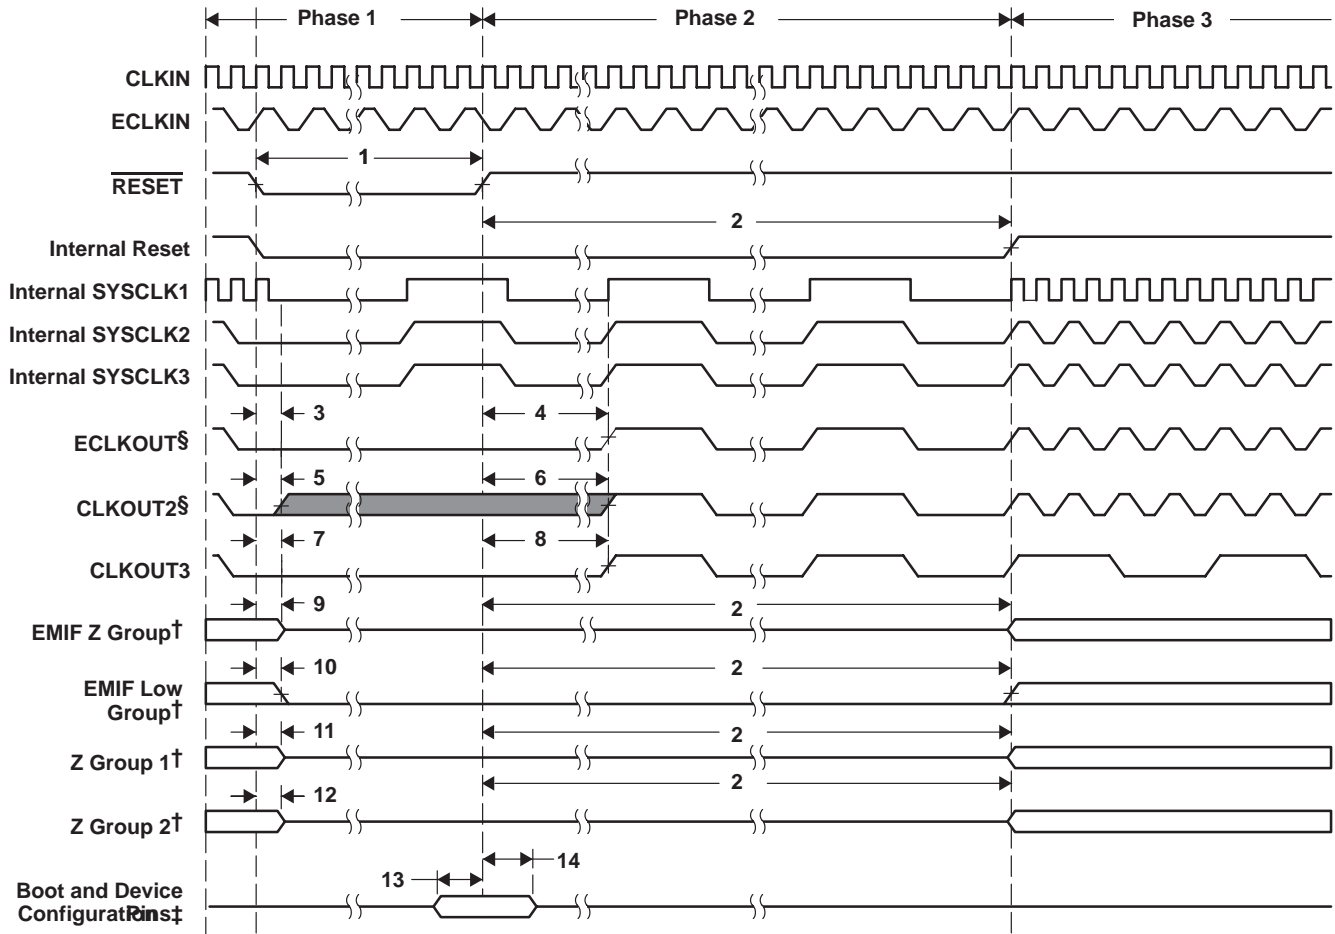 Phase 1
Phase 2
Phase 3
CLKIN
ECLKIN
1
RESET
2
Internal Reset
Internal SYSCLK1
Internal SYSCLK2
Internal SYSCLK3
3
4
ECLKOUT§
5
6
CLKOUT2§
7
8
CLKOUT3
9
2
EMIF Z Group†
10
2
EMIF Low
Group†
11
2
Z Group 1†
2
12
Z Group 2†
14
13
Boot and Device
Configuration Pins‡